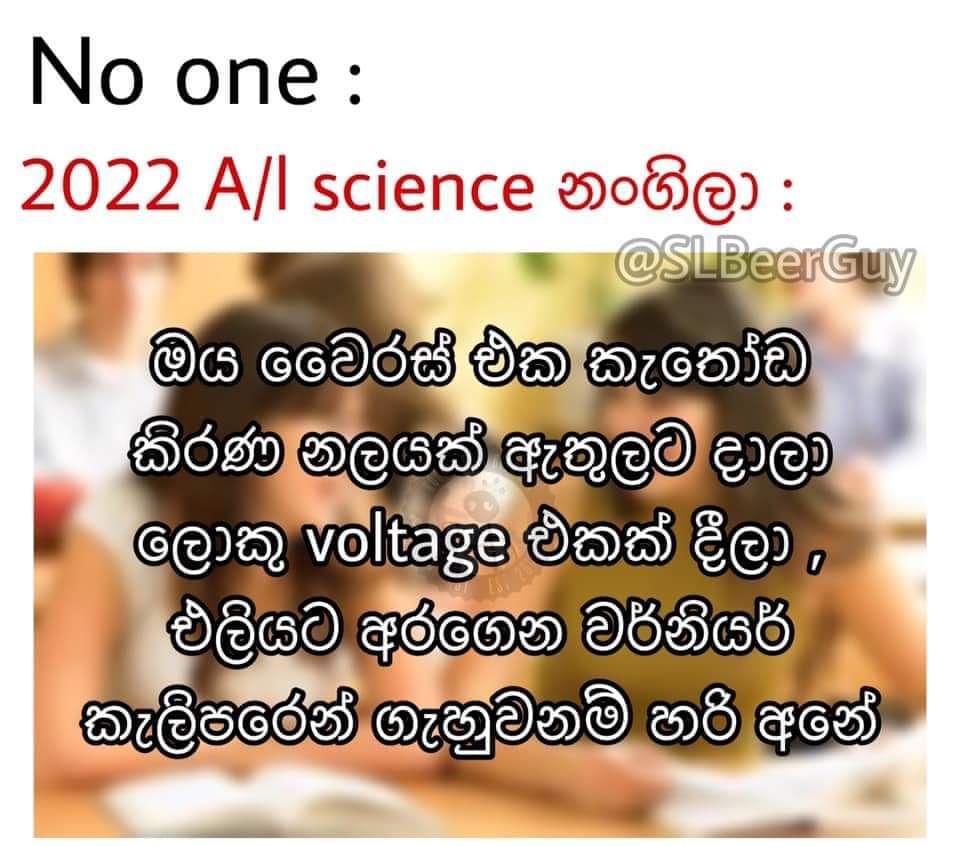 No one :
2022 A/l science නංගිලා :
@SLBeerGuy
ඔය වෛරස් එක කැතෝඩ
කිරණ නලයක් ඇතුලට දාලා
ලොකු voltage එකක් දීලා ,
එලියට අරගෙන වර්නියර්
කැලිපරෙන් ගැහුවනම් හරි අනේ